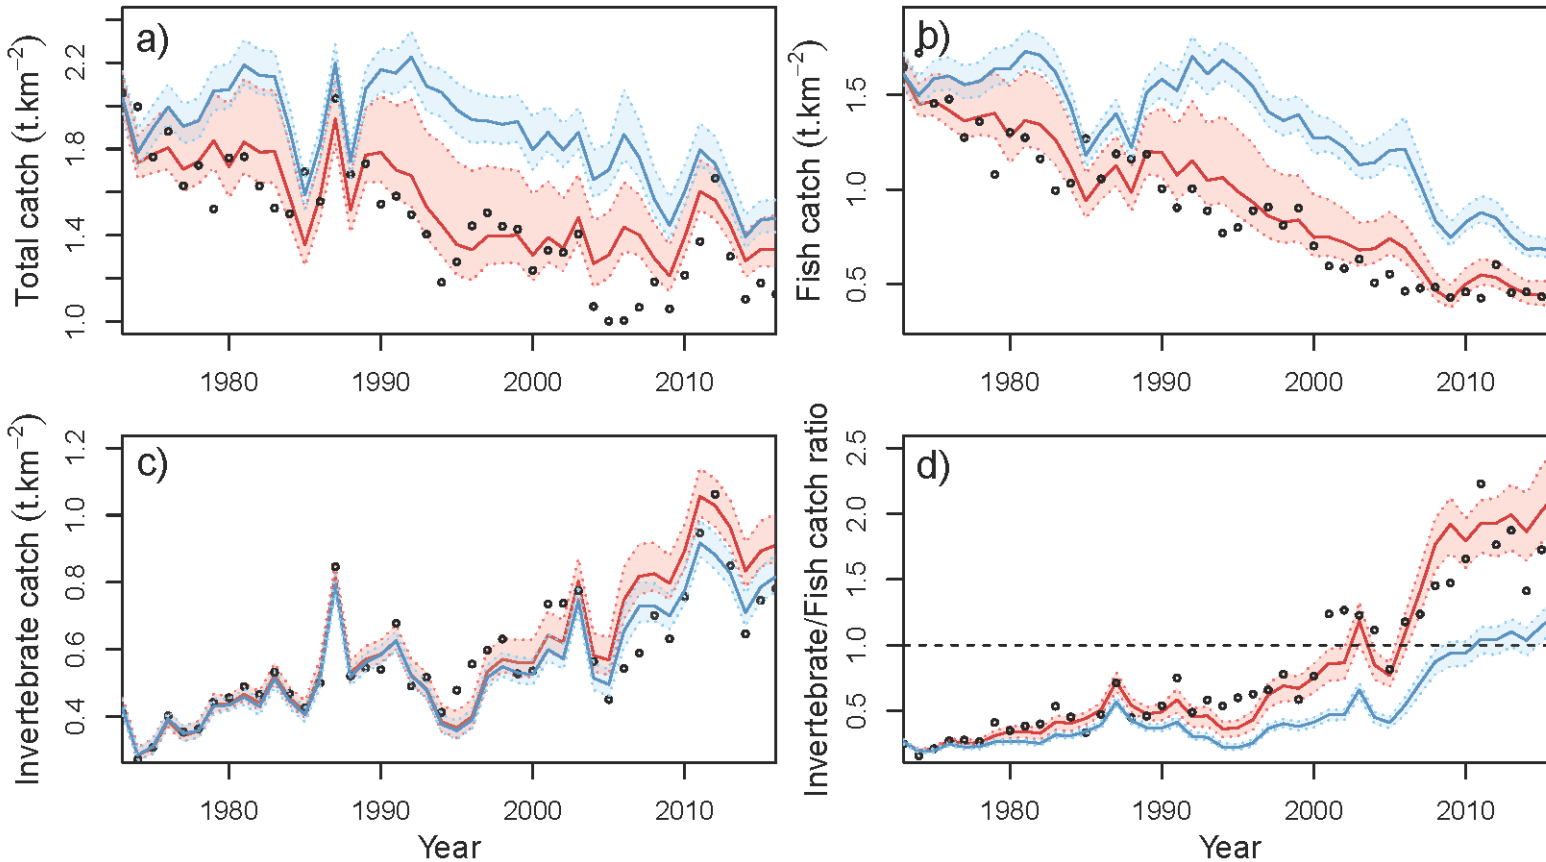 a)
Total catch (t.km−2)
1.0 1.4 1.8 2.2
1980 1990 2000 2010
b)
Fish catch (t.km−2)
0.5 1.0 1.5
1980 1990 2000 2010
c)
Invertebrate catch (t.km−2)
0.4 0.6 0.8 1.0 1.2
1980 1990 2000 2010
Year
d)
Invertebrate/Fish catch ratio
0.5 1.0 1.5 2.0 2.5
1980 1990 2000 2010
Year